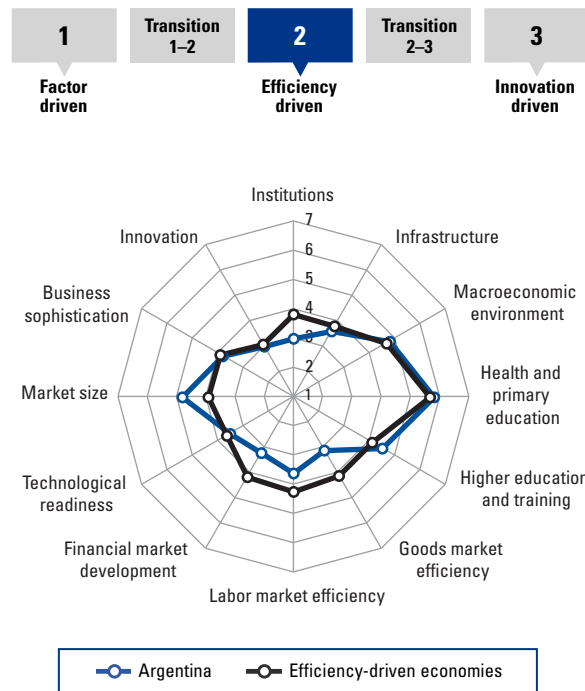 1
Transition
1–2
2
Transition
2–3
3
Factor
driven
Efficiency
driven
Innovation
driven
Institutions
7
6
5
4
3
2
1
Infrastructure
Macroeconomic
environment
Health and
primary
education
Higher education
and training
Goods market
efficiency
Labor market efficiency
Financial market
development
Technological
readiness
Market size
Business
sophistication
Innovation
Argentina
Efficiency-driven economies